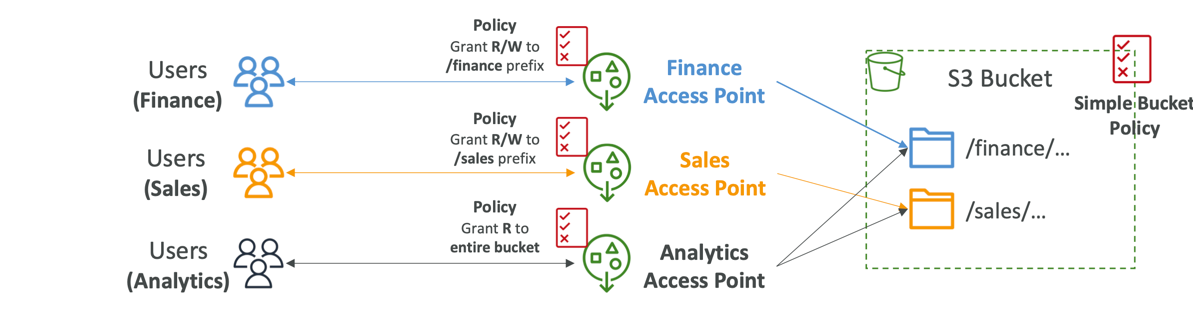 Policy
Grant R/W to
/finance prefix
Users
(Finance)
Finance
Access Point
S3 Bucket
Simple Bucket
Policy
Policy
Grant R/W to
/sales prefix
Users
(Sales)
Sales
Access Point
/finance/...
/sales/...
Policy
Grant R to
entire bucket
Users
(Analytics)
Analytics
Access Point